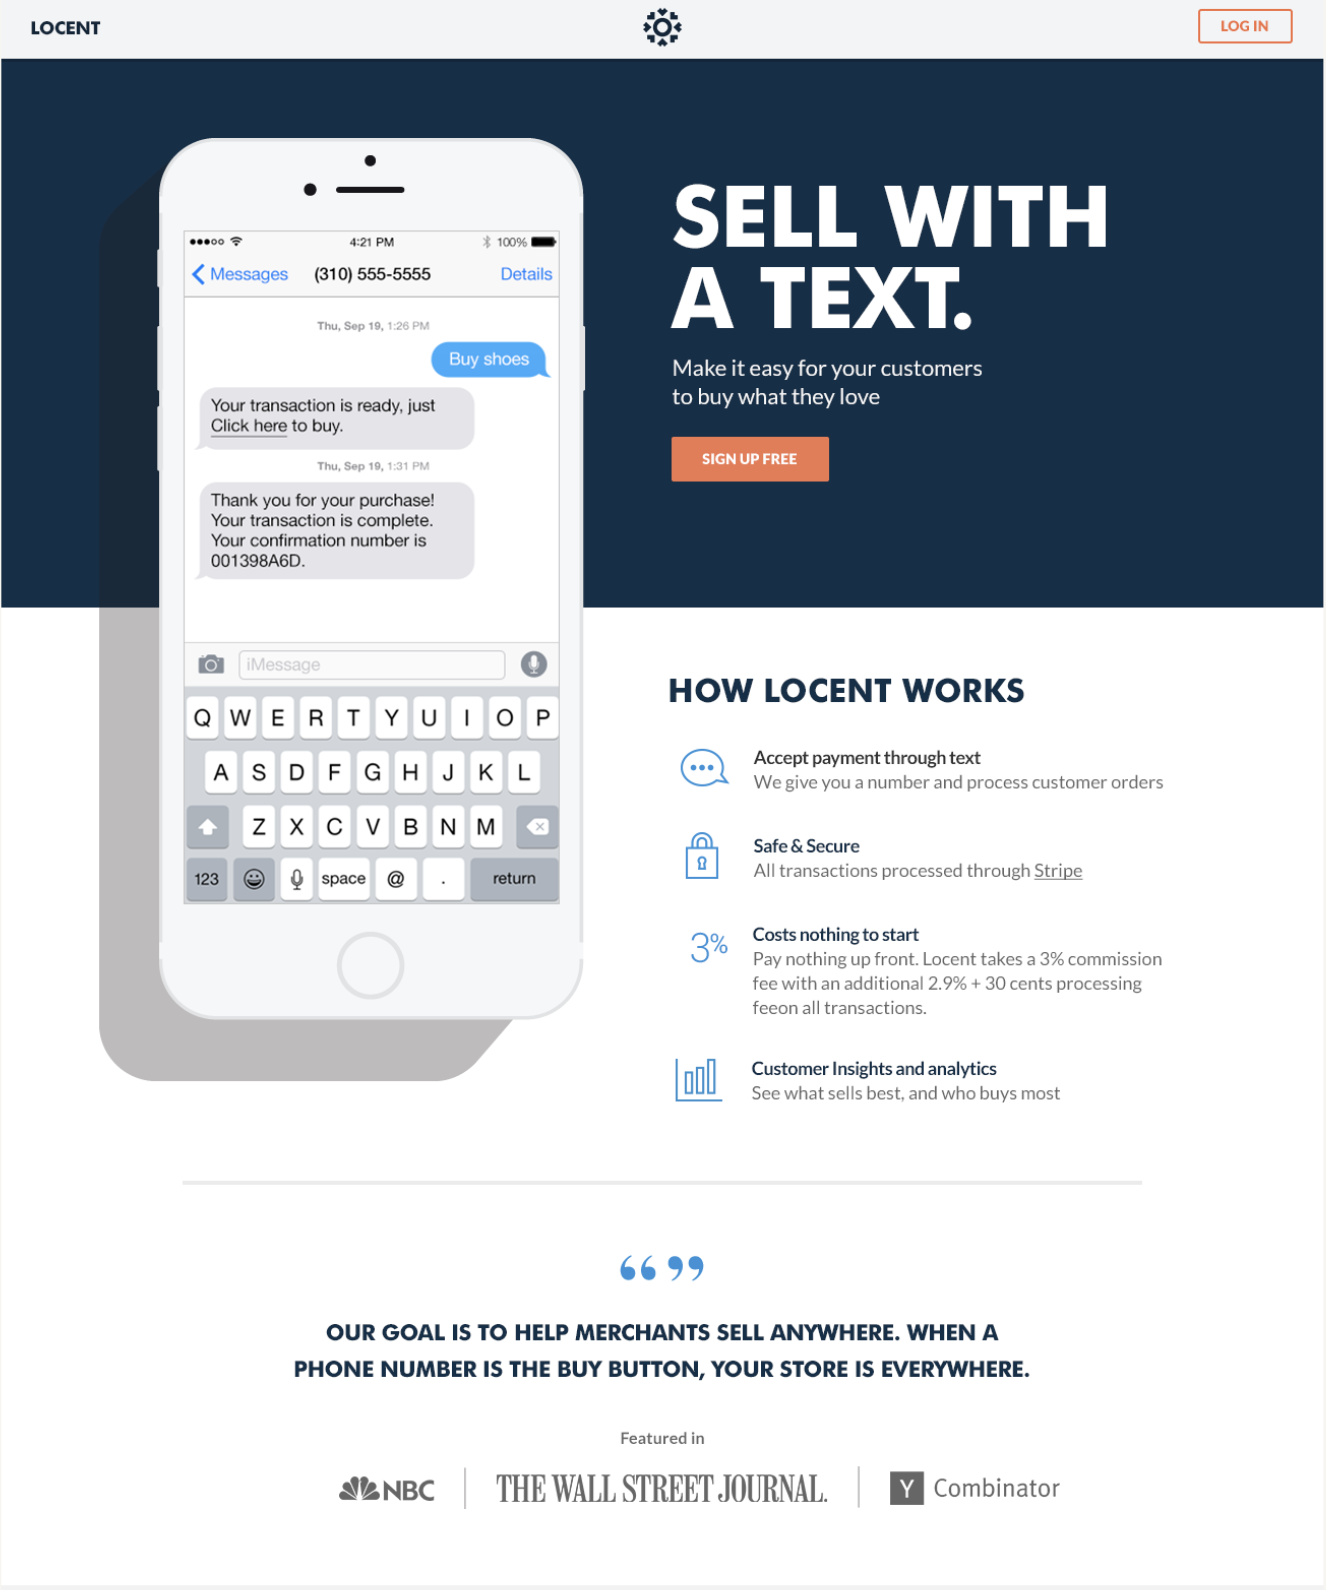 LOCENT
LOG IN
SELL WITH
A TEXT.
Make it easy for your customers
to buy what they love
SIGN UP FREE
4:21 PM
100%
Messages
(310) 555-5555
Details
Thu, Sep 19, 1:26 PM
Buy shoes
Your transaction is ready, just
Click here to buy.
Thu, Sep 19, 1:31 PM
Thank you for your purchase!
Your transaction is complete.
Your confirmation number is
001398A6D.
iMessage
Q W E R T Y U I O P
A S D F G H J K L
Z X C V B N M
123 space @ . return
HOW LOCENT WORKS
Accept payment through text
We give you a number and process customer orders
Safe & Secure
All transactions processed through Stripe
3%
Costs nothing to start
Pay nothing up front. Locent takes a 3% commission
fee with an additional 2.9% + 30 cents processing
feeon all transactions.
Customer Insights and analytics
See what sells best, and who buys most
“ ”
OUR GOAL IS TO HELP MERCHANTS SELL ANYWHERE. WHEN A
PHONE NUMBER IS THE BUY BUTTON, YOUR STORE IS EVERYWHERE.
Featured in
NBC
THE WALL STREET JOURNAL.
Y Combinator